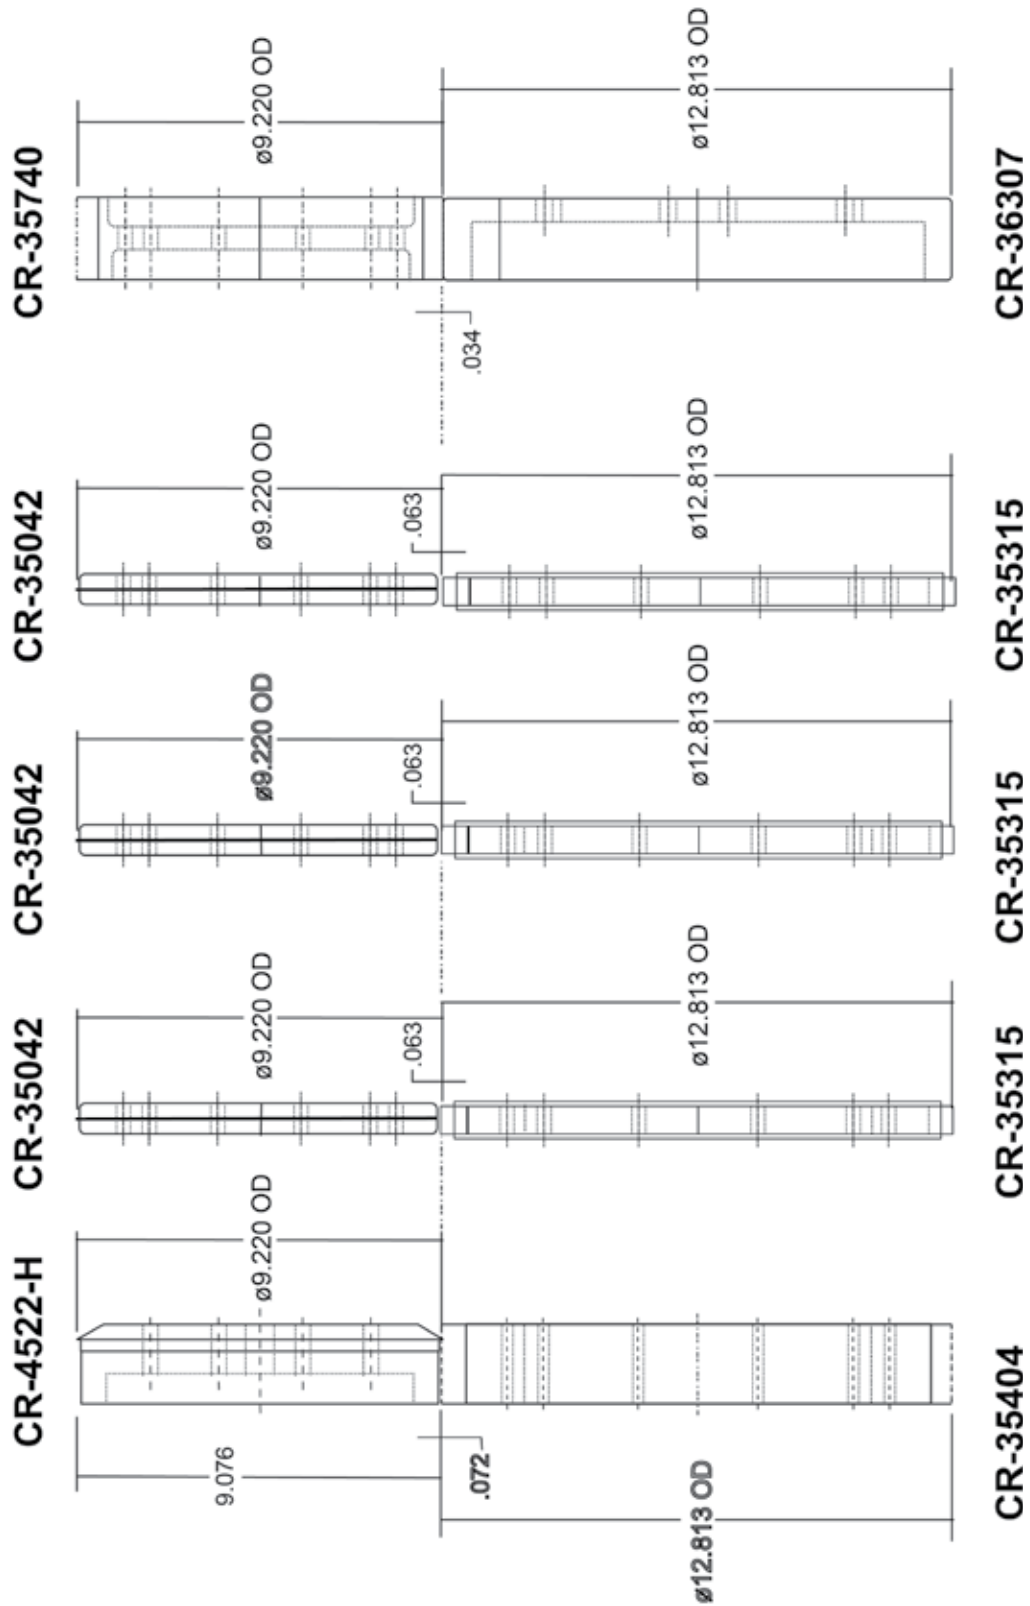 CR-4522-H
CR-35042
CR-35042
CR-35042
CR-35740
9.076
ø9.220 OD
ø9.220 OD
ø9.220 OD
ø9.220 OD
ø9.220 OD
.072
.063
.063
.063
.034
ø12.813 OD
ø12.813 OD
ø12.813 OD
ø12.813 OD
ø12.813 OD
CR-35404
CR-35315
CR-35315
CR-35315
CR-36307